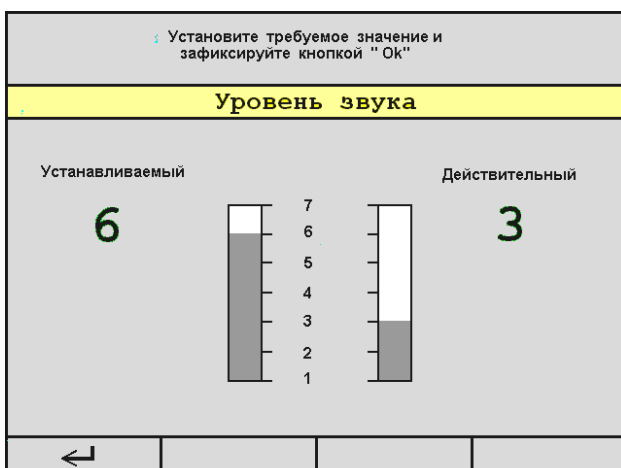 Установите требуемое значение и
зафиксируйте кнопкой " Ok"
Уровень звука
Устанавливаемый
Действительный
6
3
7
6
5
4
3
2
1